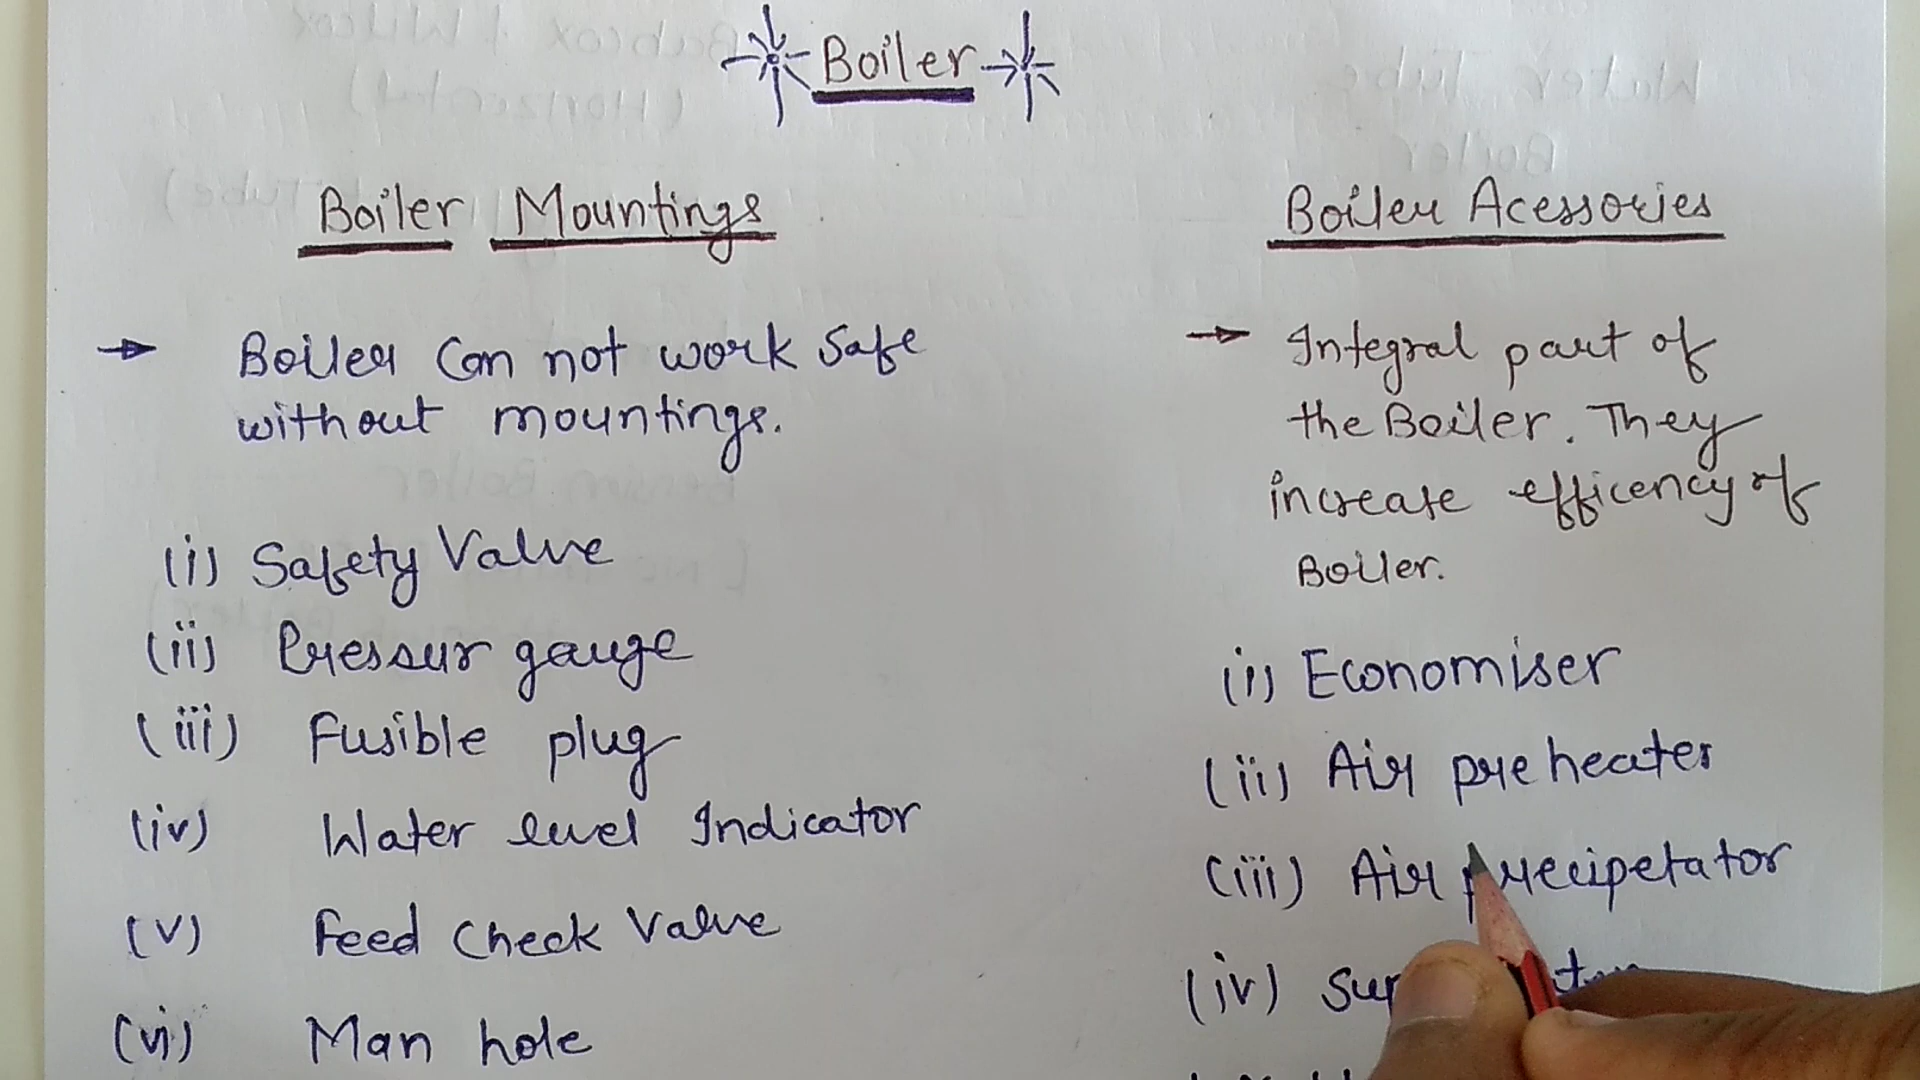 Boiler
Boiler Mountings
→ Boiler Can not work Safe
without mountings.
(i) Safety Valve
(ii) Pressur gauge
(iii) Fusible plug
(iv) Water level Indicator
(v) Feed Check Valve
(vi) Man hole
Boiler Acessories
→ Integral part of
the Boiler. They
increase efficency of
Boiler.
(i) Economiser
(ii) Air pre heater
(iii) Air precipetator
(iv)